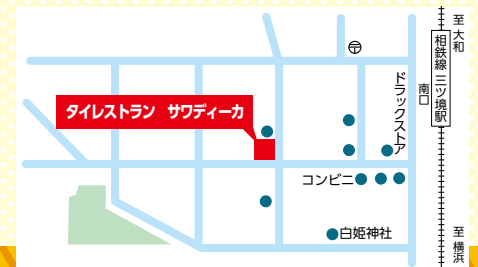 至大和
相鉄線 三ツ境駅
南口
ドラックストア
タイレストラン サワディーカ
コンビニ
白姫神社
至横浜